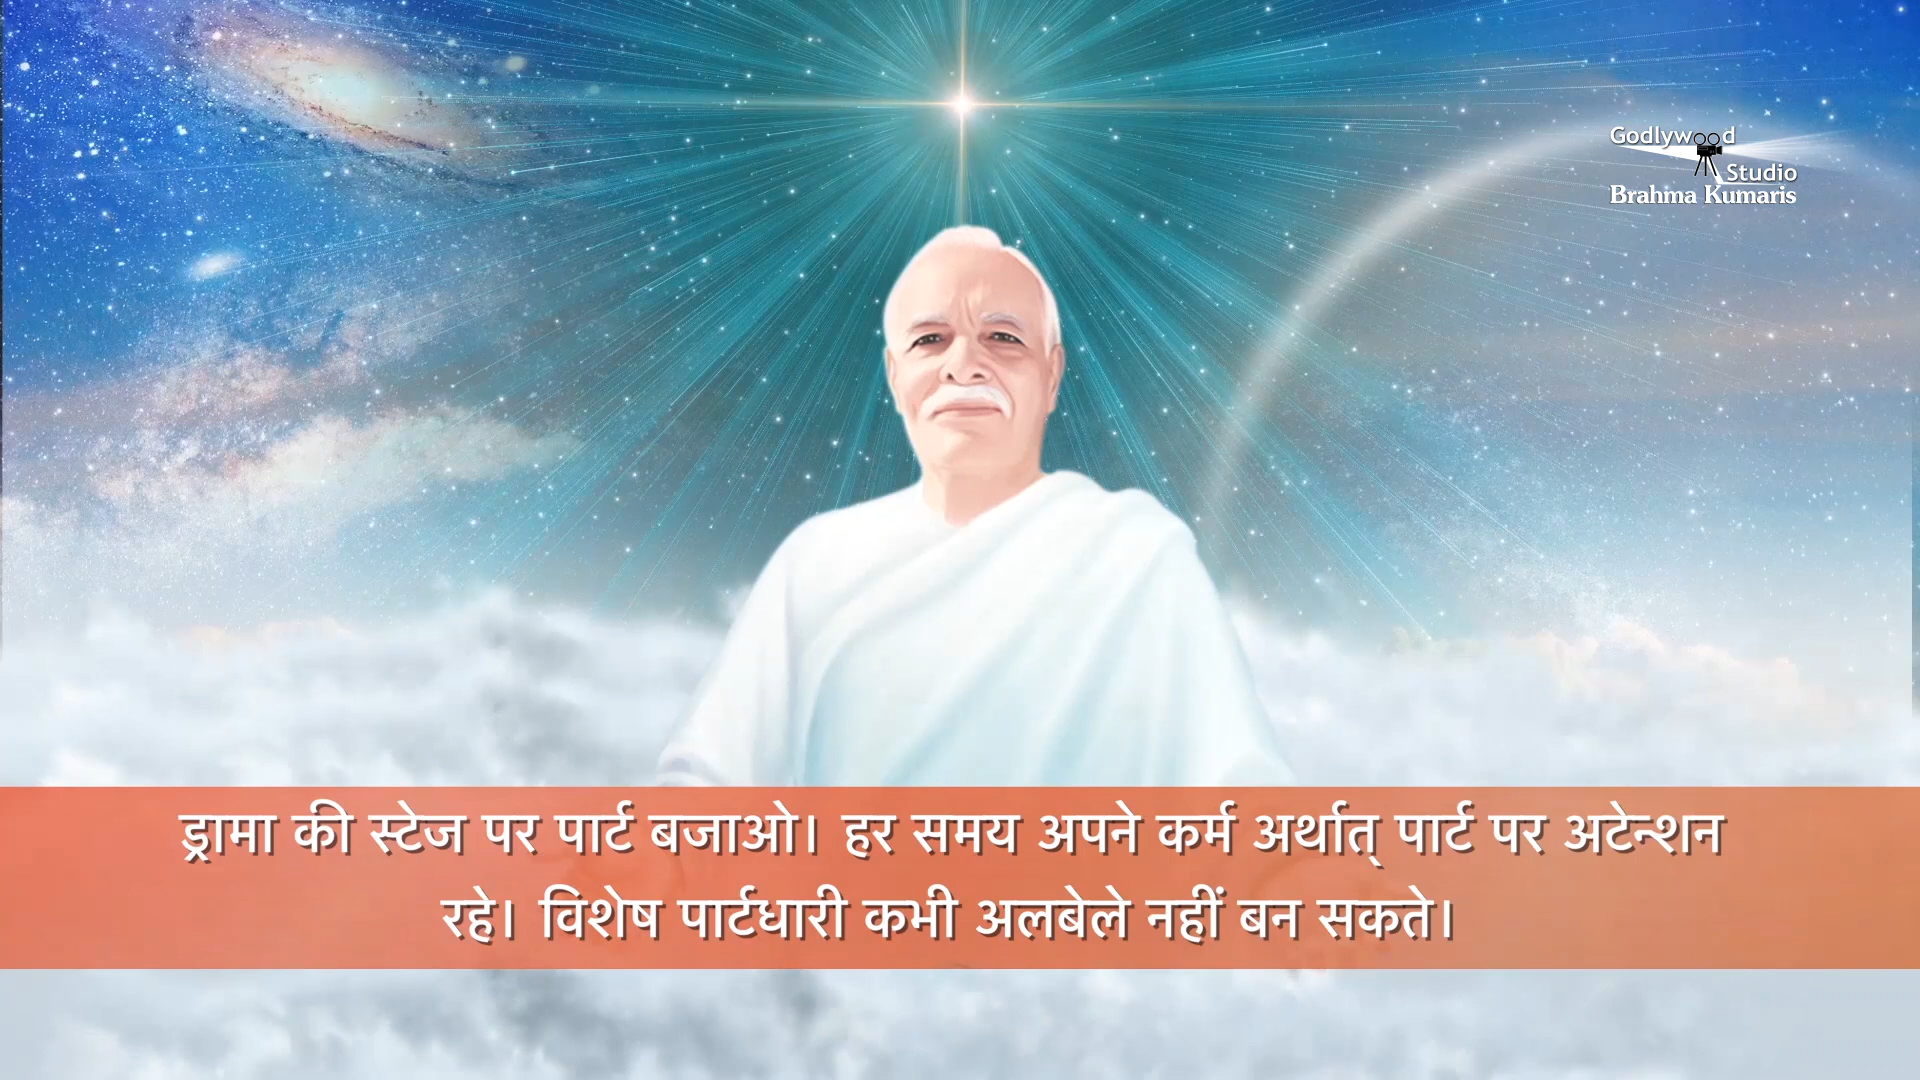 Godlywood
Studio
Brahma Kumaris
ड्रामा की स्टेज पर पार्ट बजाओ। हर समय अपने कर्म अर्थात् पार्ट पर अटेन्शन
रहे। विशेष पार्टधारी कभी अलबेले नहीं बन सकते।